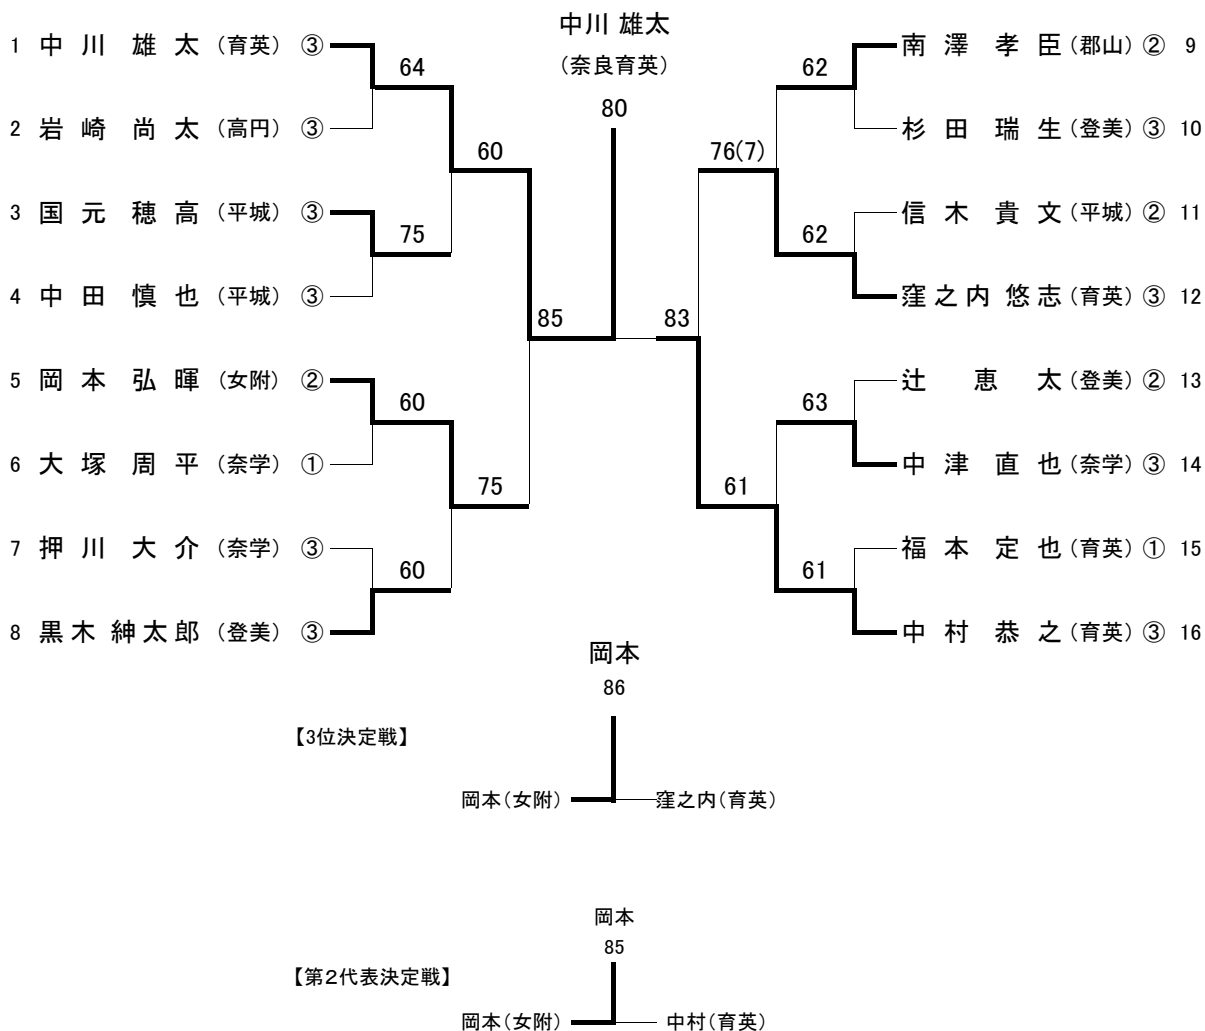 中川 雄太
(奈良育英)
80
1 中川 雄太 (育英) ③
64
2 岩崎尚太 (高円) ③
60
3 国元穂高 (平城) ③
75
4 中田慎也 (平城) ③
85
5 岡本弘暉 (女附) ②
60
6 大塚周平 (奈学) ①
75
7 押川大介 (奈学) ③
60
8 黒木紳太郎 (登美) ③
南澤孝臣 (郡山) ② 9
62
杉田瑞生 (登美) ③ 10
76(7)
信木貴文 (平城) ② 11
62
窪之内悠志 (育英) ③ 12
83
辻恵太 (登美) ② 13
63
中津直也 (奈学) ③ 14
61
福本定也 (育英) ① 15
61
中村恭之 (育英) ③ 16
岡本
86
【3位決定戦】
岡本(女附) 窪之内(育英)
岡本
85
【第2代表決定戦】
岡本(女附) 中村(育英)